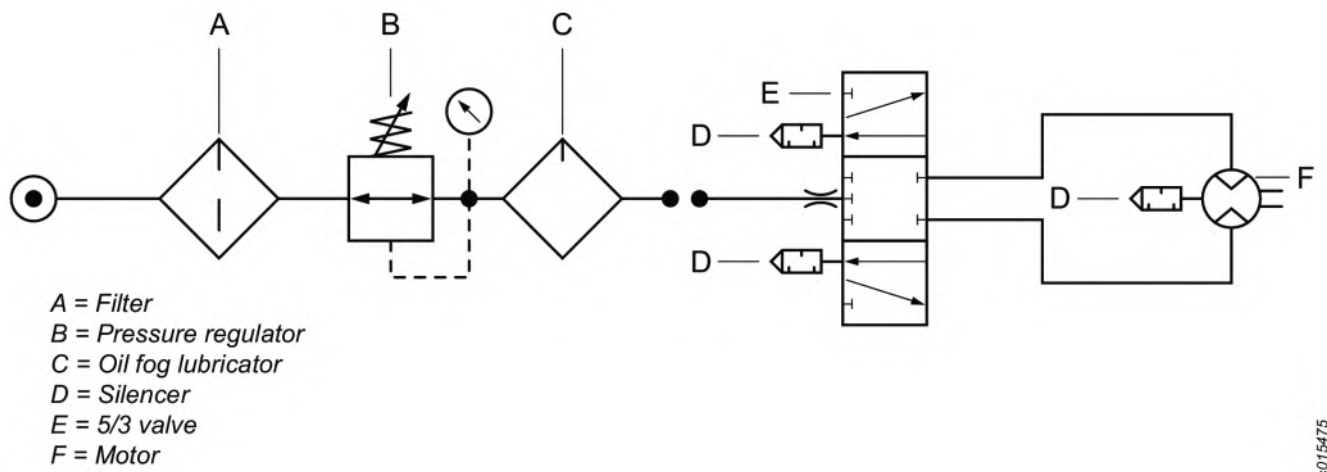 A
B
C
E
D
D
F
D
A = Filter
B = Pressure regulator
C = Oil fog lubricator
D = Silencer
E = 5/3 valve
F = Motor